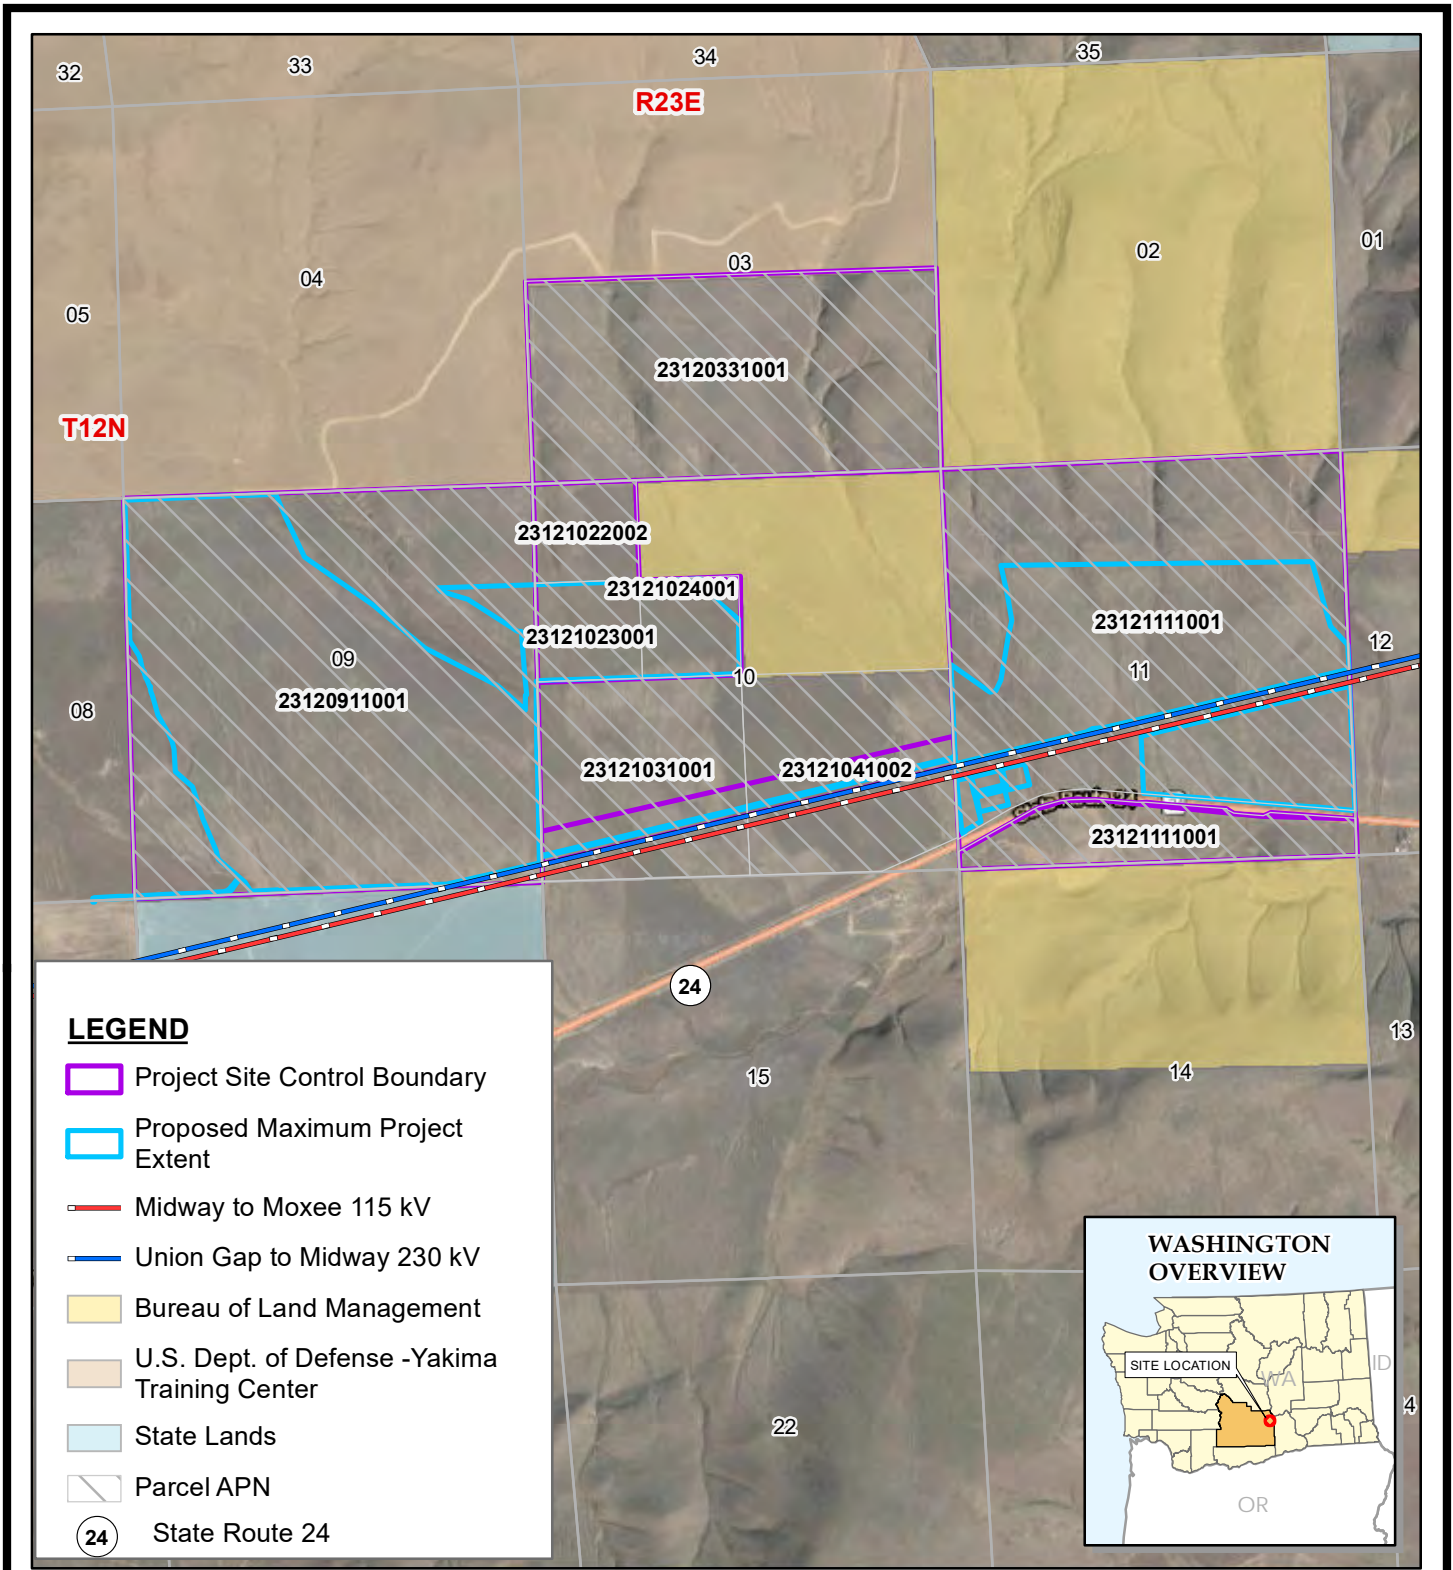 32
33
34
35
R23E
03
02
01
04
05
23120331001
T12N
23121022002
23121024001
23121023001
23121111001
12
09
10
11
23120911001
08
23121031001
23121041002
23121111001
24
15
14
13
22
4
LEGEND
Project Site Control Boundary
Proposed Maximum Project
Extent
Midway to Moxee 115 kV
Union Gap to Midway 230 kV
Bureau of Land Management
U.S. Dept. of Defense -Yakima
Training Center
State Lands
Parcel APN
24 State Route 24
WASHINGTON
OVERVIEW
SITE LOCATION
WA
ID
OR